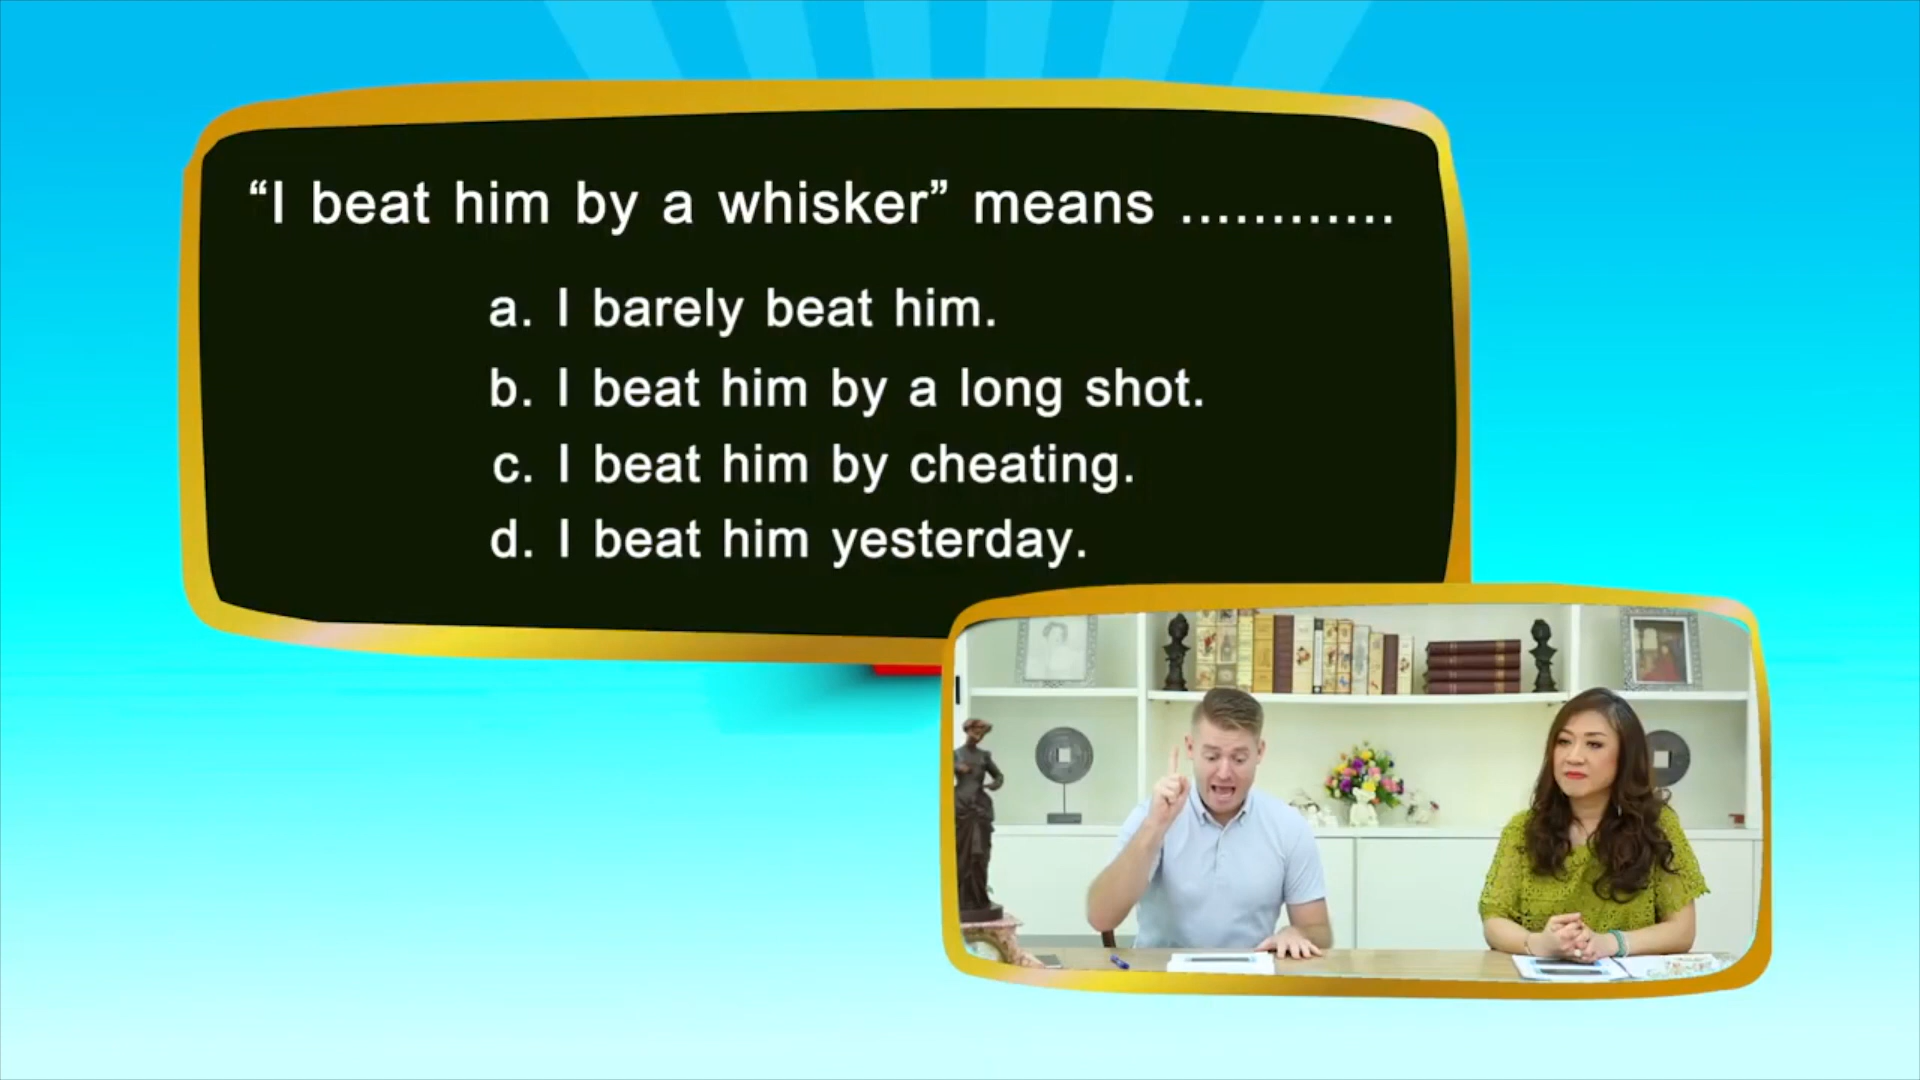 “I beat him by a whisker” means ............
a. I barely beat him.
b. I beat him by a long shot.
c. I beat him by cheating.
d. I beat him yesterday.